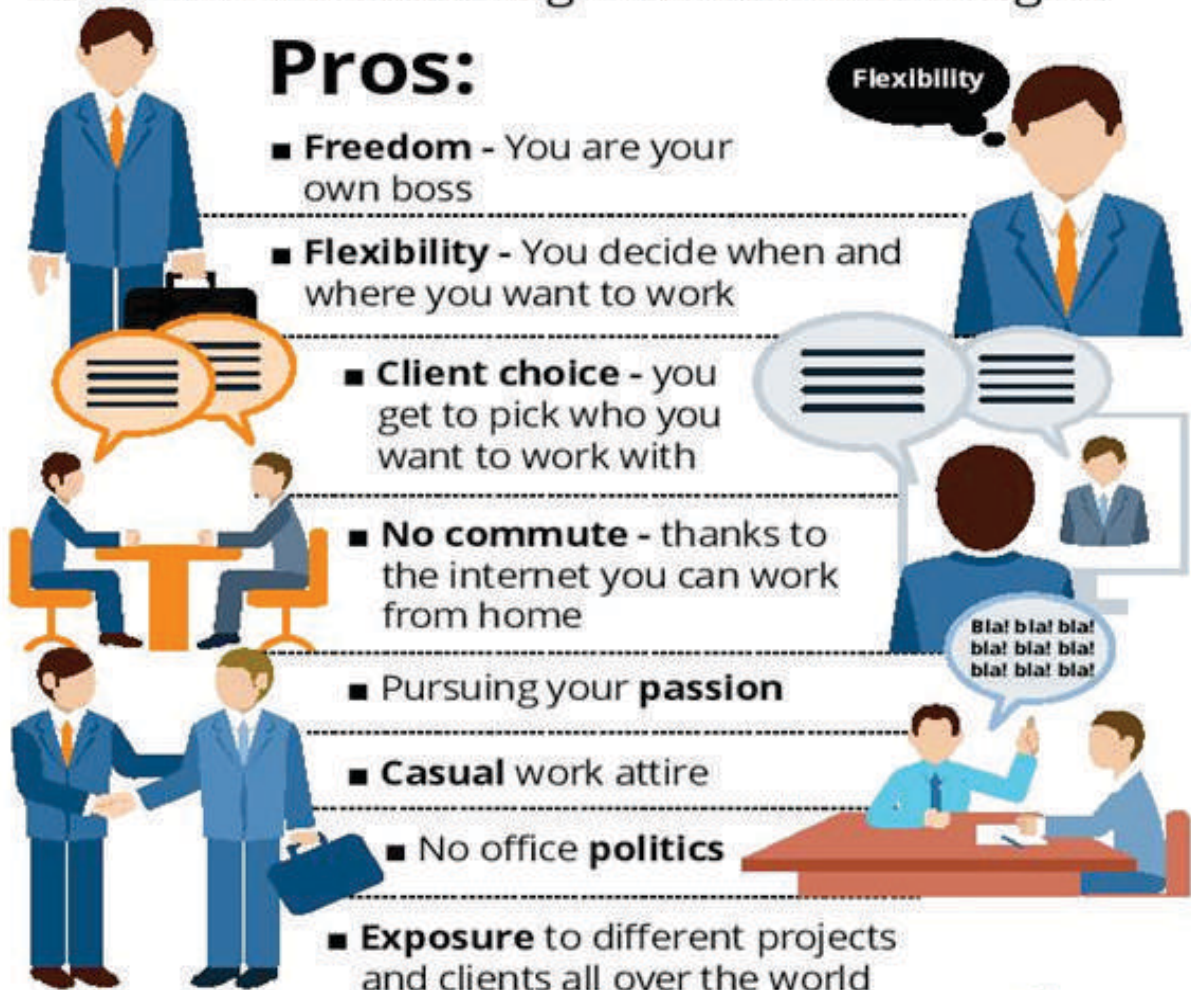 Pros:
Flexibility
▪ Freedom - You are your
own boss
▪ Flexibility - You decide when and
where you want to work
▪ Client choice - you
get to pick who you
want to work with
▪ No commute - thanks to
the internet you can work
from home
Bla! bla! bla!
bla! bla! bla!
bla! bla! bla!
▪ Pursuing your passion
▪ Casual work attire
▪ No office politics
▪ Exposure to different projects
and clients all over the world